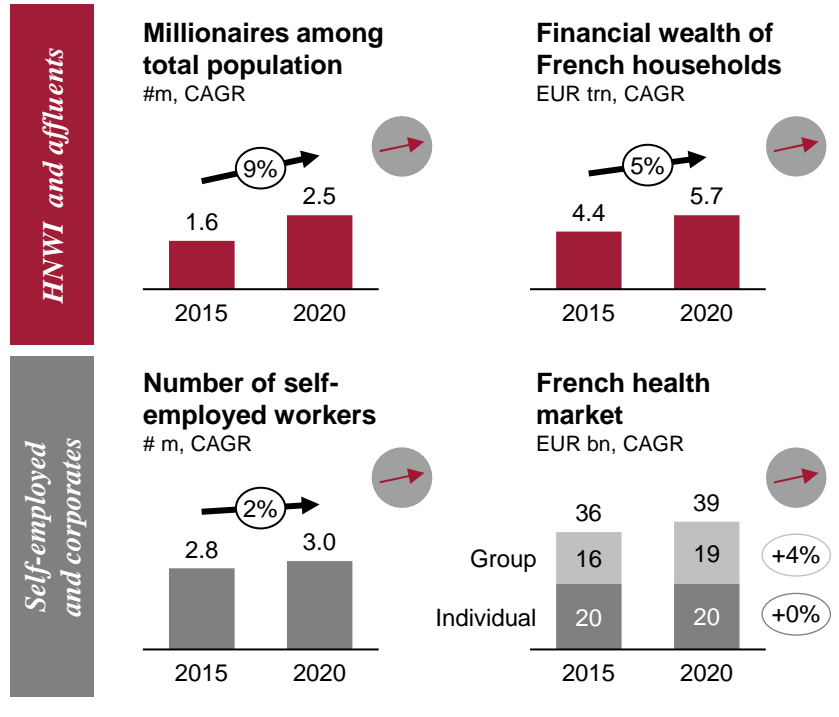 HNWI and affluents
Millionaires among
total population
#m, CAGR
9%
1.6
2.5
2015
2020
Financial wealth of
French households
EUR trn, CAGR
5%
4.4
5.7
2015
2020
Self-employed
and corporates
Number of self-
employed workers
# m, CAGR
2%
2.8
3.0
2015
2020
French health
market
EUR bn, CAGR
36
39
Group
16
19
+4%
Individual
20
20
+0%
2015
2020